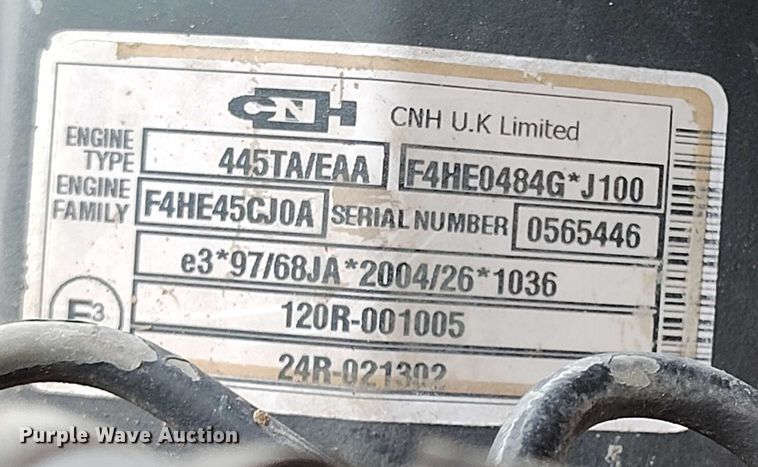 CNH CNH U.K Limited
ENGINE TYPE 445TA/EAA F4HE0484G*J100
ENGINE FAMILY F4HE45CJ0A SERIAL NUMBER 0565446
e3*97/68JA*2004/26*1036
E3 120R-001005
24R-021302
Purple Wave Auction